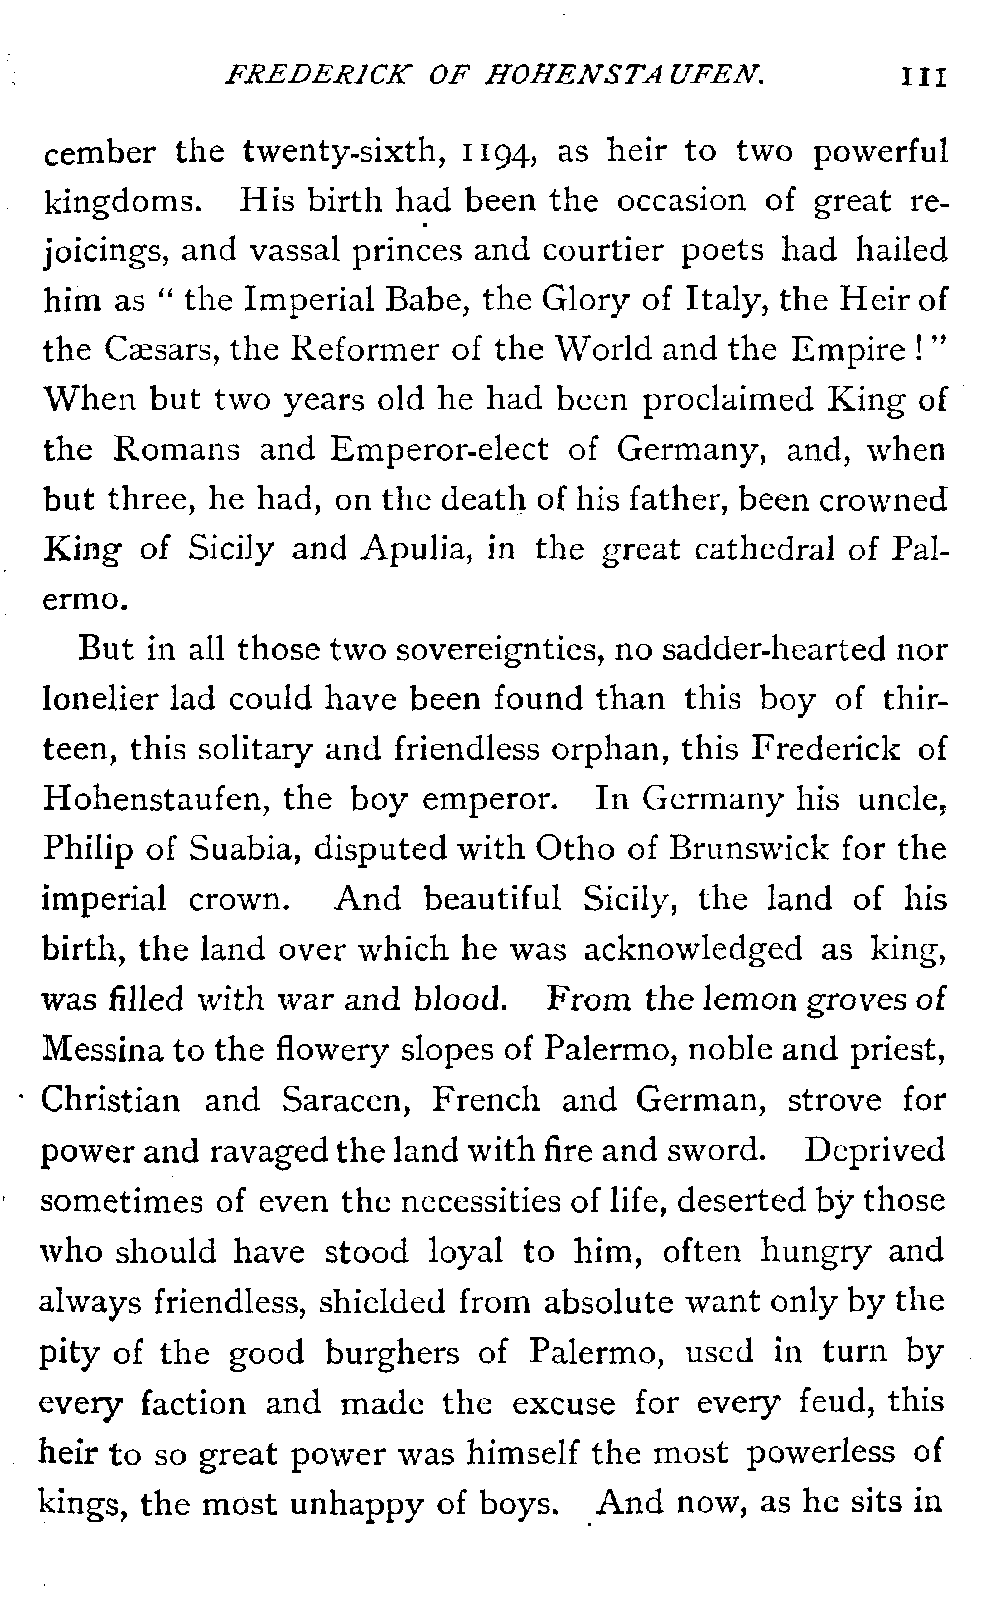 FREDERICK OF HOHENSTAUFEN. 111
cember the twenty-sixth, 1194, as heir to two powerful
kingdoms. His birth had been the occasion of great re-
joicings, and vassal princes and courtier poets had hailed
him as “ the Imperial Babe, the Glory of Italy, the Heir of
the Cæsars, the Reformer of the World and the Empire ! ”
When but two years old he had been proclaimed King of
the Romans and Emperor-elect of Germany, and, when
but three, he had, on the death of his father, been crowned
King of Sicily and Apulia, in the great cathedral of Pal-
ermo.
But in all those two sovereignties, no sadder-hearted nor
lonelier lad could have been found than this boy of thir-
teen, this solitary and friendless orphan, this Frederick of
Hohenstaufen, the boy emperor. In Germany his uncle,
Philip of Suabia, disputed with Otho of Brunswick for the
imperial crown. And beautiful Sicily, the land of his
birth, the land over which he was acknowledged as king,
was filled with war and blood. From the lemon groves of
Messina to the flowery slopes of Palermo, noble and priest,
Christian and Saracen, French and German, strove for
power and ravaged the land with fire and sword. Deprived
sometimes of even the necessities of life, deserted by those
who should have stood loyal to him, often hungry and
always friendless, shielded from absolute want only by the
pity of the good burghers of Palermo, used in turn by
every faction and made the excuse for every feud, this
heir to so great power was himself the most powerless of
kings, the most unhappy of boys. And now, as he sits in